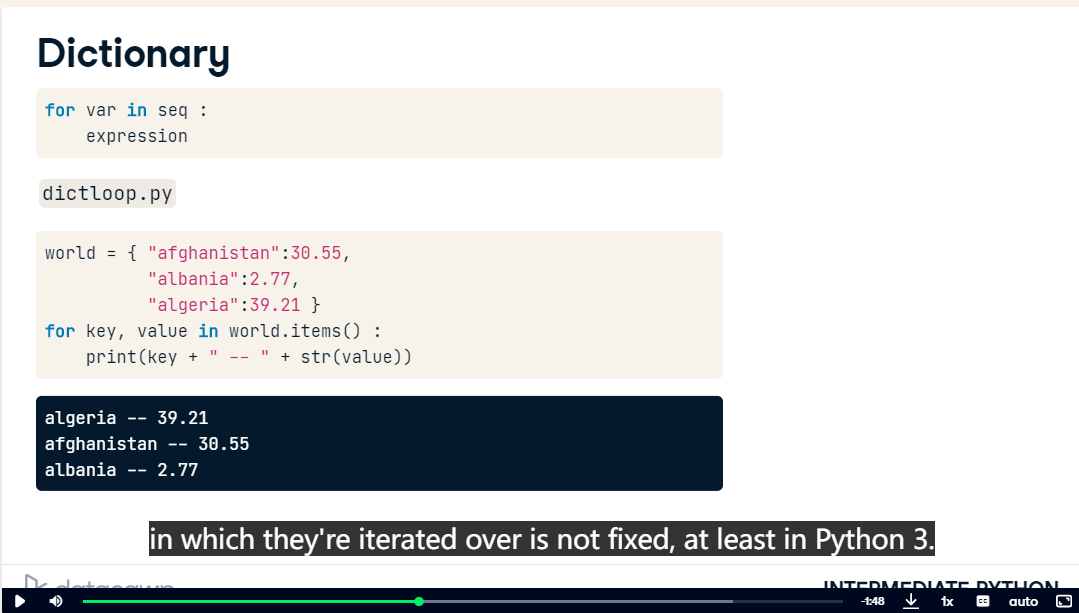 Dictionary
for var in seq :
    expression
dictloop.py
world = { "afghanistan":30.55,
          "albania":2.77,
          "algeria":39.21 }
for key, value in world.items() :
    print(key + " -- " + str(value))
algeria -- 39.21
afghanistan -- 30.55
albania -- 2.77
in which they're iterated over is not fixed, at least in Python 3.
datacamp
INTERMEDIATE PYTHON
-1:48
1x
CC
auto